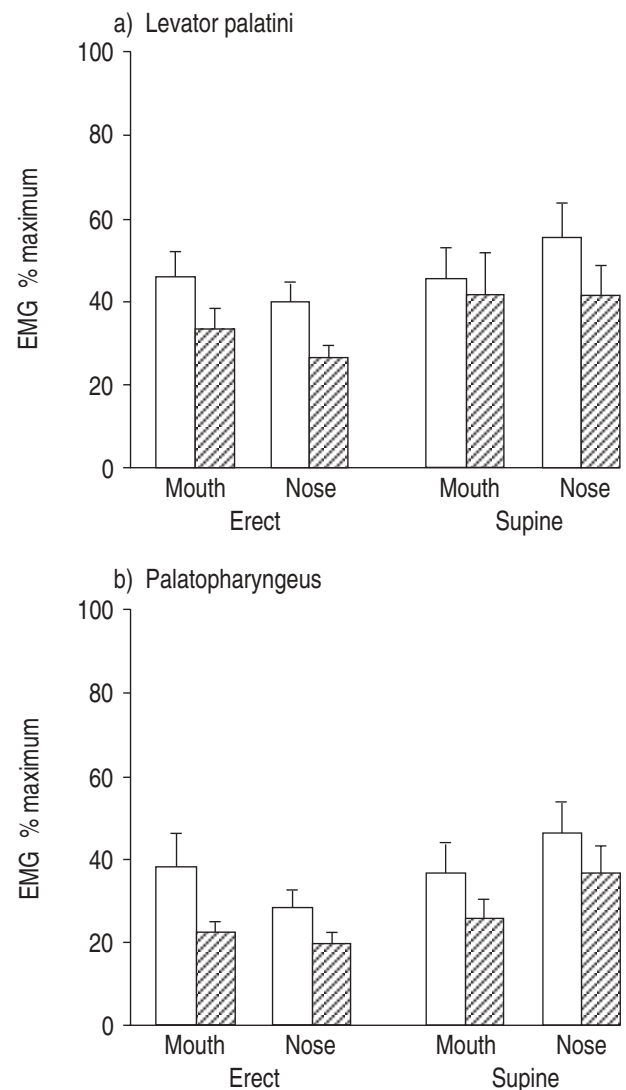 a) Levator palatini
100
80
60
40
20
0
EMG % maximum
Mouth Nose Mouth Nose
Erect Supine
b) Palatopharyngeus
100
80
60
40
20
0
EMG % maximum
Mouth Nose Mouth Nose
Erect Supine